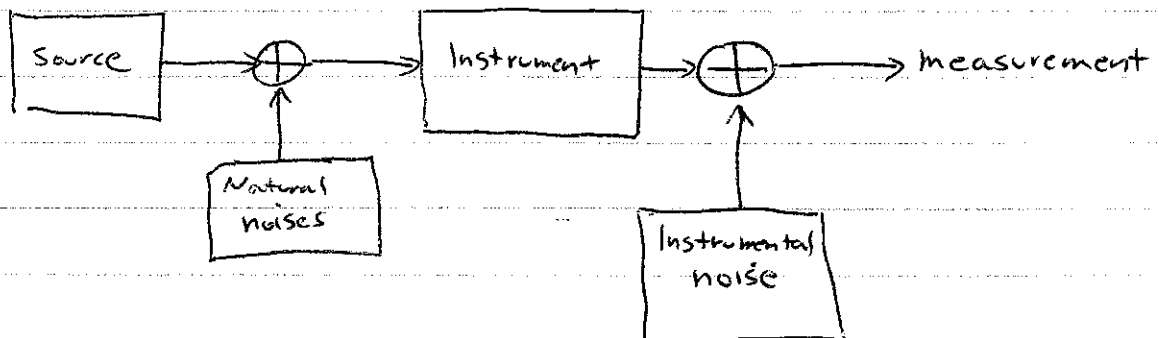 Source
Instrument
measurement
Natural
noises
Instrumental
noise